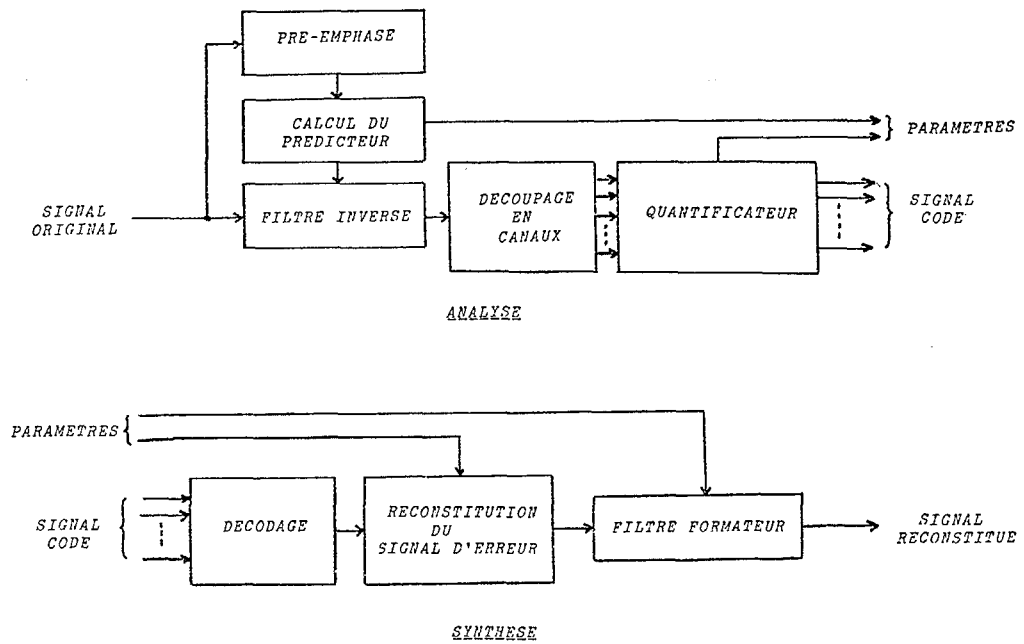 PRE-EMPHASE
CALCUL DU
PREDICTEUR
PARAMETRES
SIGNAL
ORIGINAL
FILTRE INVERSE
DECOUPAGE
EN
CANAUX
QUANTIFICATEUR
SIGNAL
CODE
ANALYSE
PARAMETRES
SIGNAL
CODE
DECODAGE
RECONSTITUTION
DU
SIGNAL D'ERREUR
FILTRE FORMATEUR
SIGNAL
RECONSTITUE
SYNTHESE